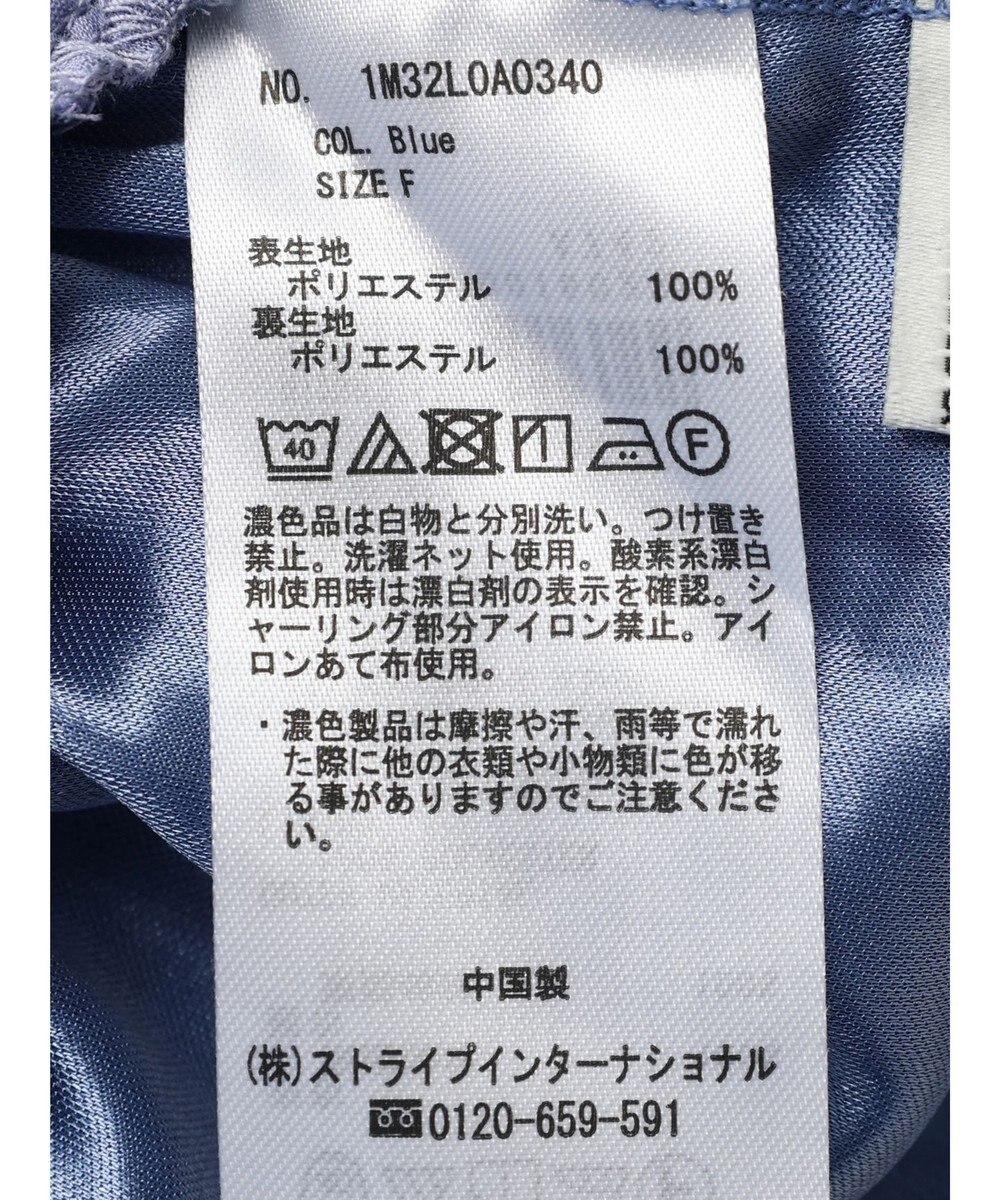 NO. 1M32L0A0340
COL. Blue
SIZE F
表生地
ポリエステル 100%
裏生地
ポリエステル 100%
40 F
濃色品は白物と分別洗い。つけ置き
禁止。洗濯ネット使用。酸素系漂白
剤使用時は漂白剤の表示を確認。シ
ャーリング部分アイロン禁止。アイ
ロンあて布使用。
・濃色製品は摩擦や汗、雨等で濡れ
た際に他の衣類や小物類に色が移
る事がありますのでご注意くださ
い。
中国製
(株)ストライプインターナショナル
0120-659-591